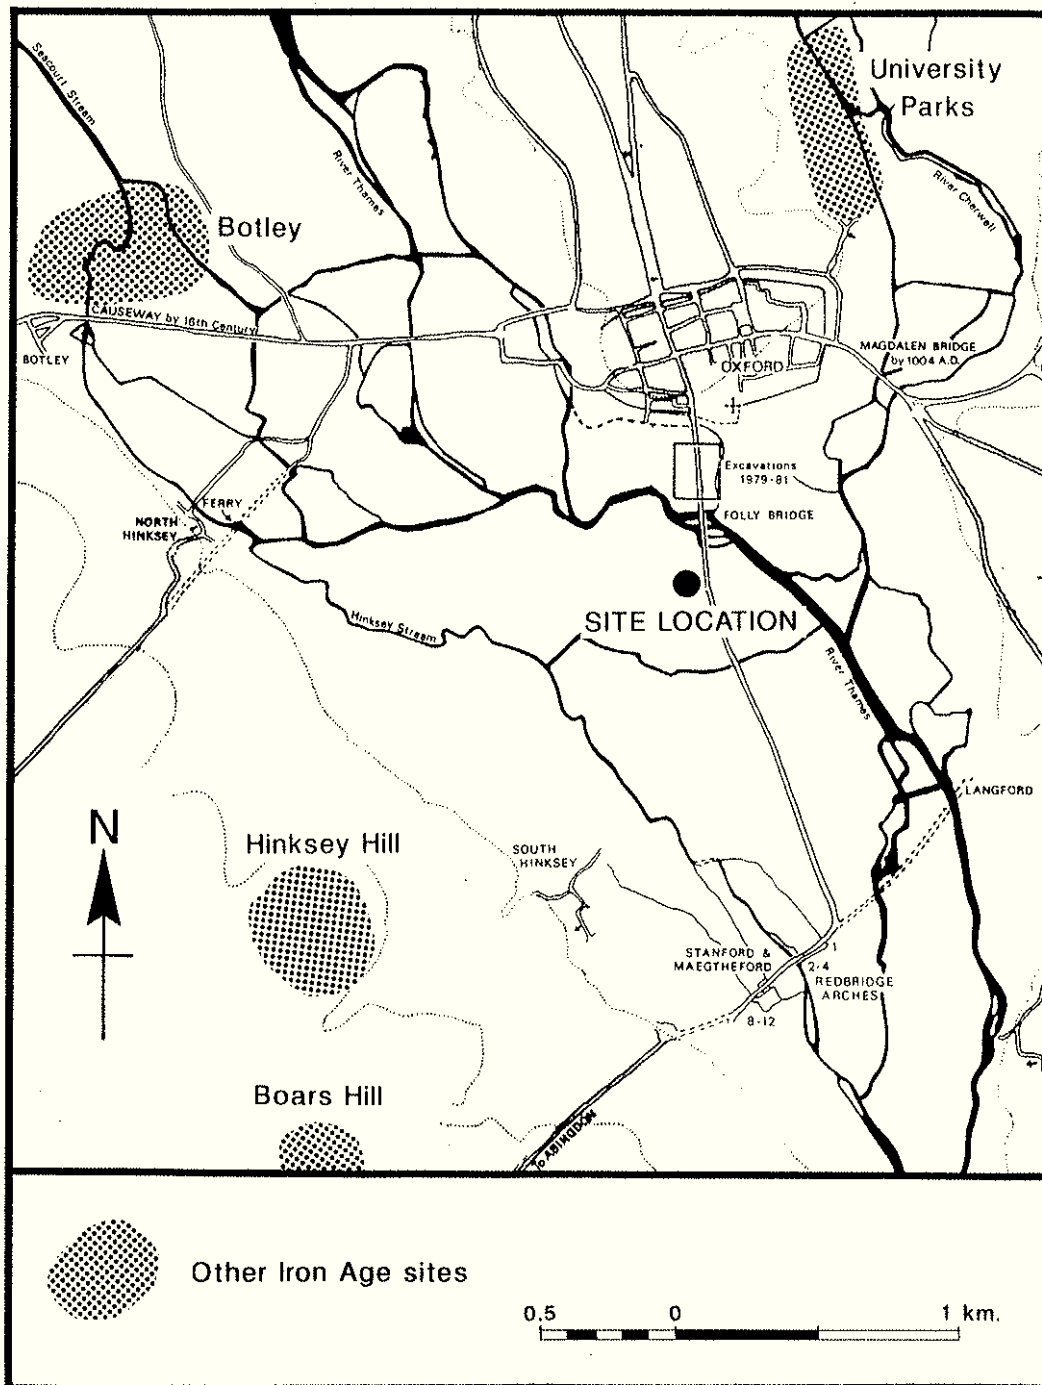 Seacourt Stream
River Thames
University
Parks
River Cherwell
Botley
CAUSEWAY by 16th Century
BOTLEY
MAGDALEN BRIDGE
by 1004 A.D.
OXFORD
Excavations
1979-81
FERRY
NORTH
HINKSEY
FOLLY BRIDGE
SITE LOCATION
Hinksey Stream
River Thames
LANGFORD
N
Hinksey Hill
SOUTH
HINKSEY
STANFORD &
MAEGTHEFORD
1
2-4
REDBRIDGE
ARCHES
8-12
Boars Hill
TO ABINGDON
Other Iron Age sites
0.5 0 1 km.